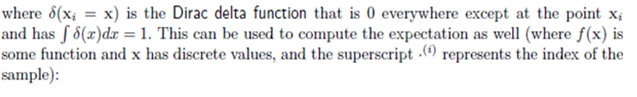 where δ(xᵢ = x) is the Dirac delta function that is 0 everywhere except at the point xᵢ
and has ∫ δ(x)dx = 1. This can be used to compute the expectation as well (where f(x) is
some function and x has discrete values, and the superscript .⁽ⁱ⁾ represents the index of the
sample):